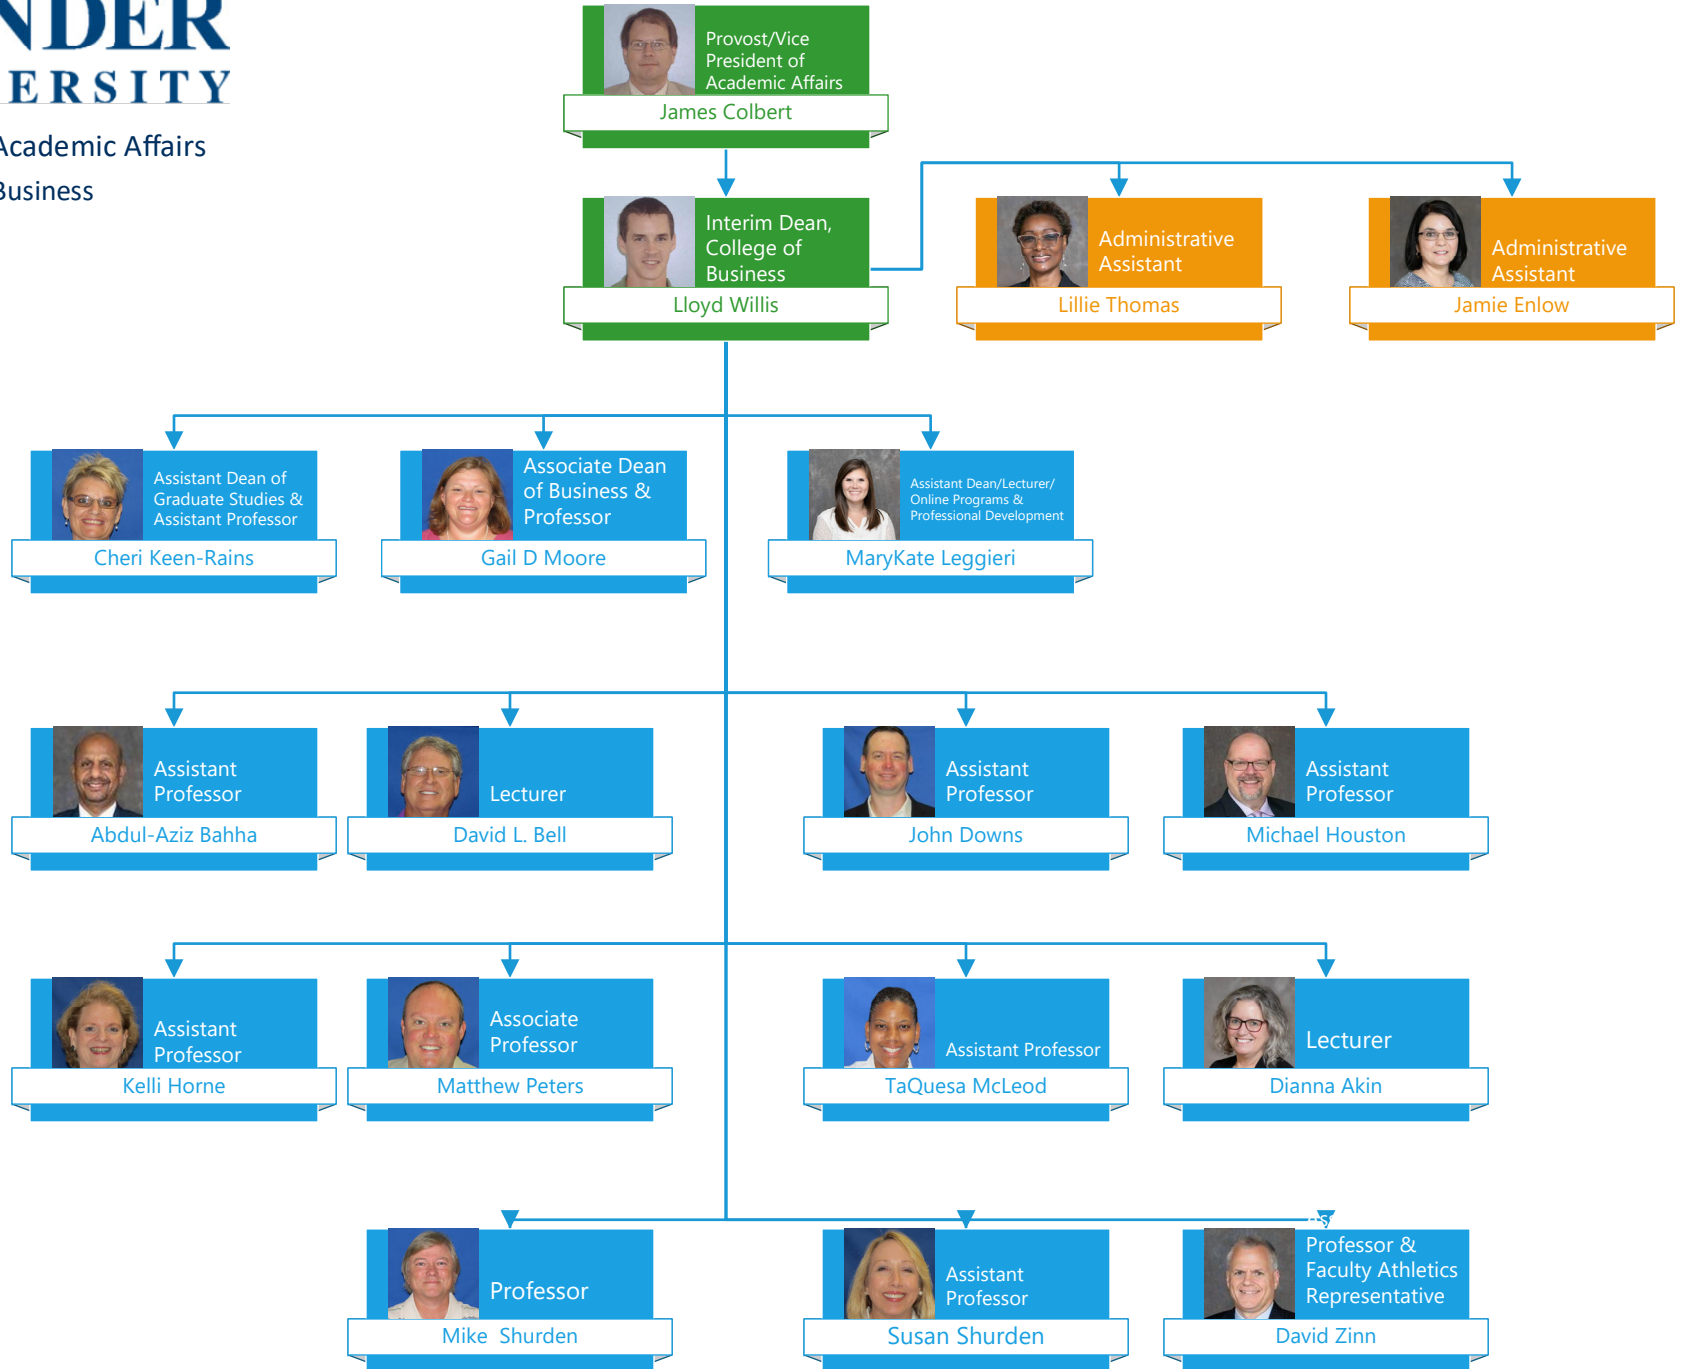 NDER
ERSITY
Academic Affairs
Business
Provost/Vice
President of
Academic Affairs
James Colbert
Interim Dean,
College of
Business
Lloyd Willis
Administrative
Assistant
Lillie Thomas
Administrative
Assistant
Jamie Enlow
Assistant Dean of
Graduate Studies &
Assistant Professor
Cheri Keen-Rains
Associate Dean
of Business &
Professor
Gail D Moore
Assistant Dean/Lecturer/
Online Programs &
Professional Development
MaryKate Leggieri
Assistant
Professor
Abdul-Aziz Bahha
Lecturer
David L. Bell
Assistant
Professor
John Downs
Assistant
Professor
Michael Houston
Assistant
Professor
Kelli Horne
Associate
Professor
Matthew Peters
Assistant Professor
TaQuesa McLeod
Lecturer
Dianna Akin
Professor
Mike Shurden
Assistant
Professor
Susan Shurden
Professor &
Faculty Athletics
Representative
David Zinn